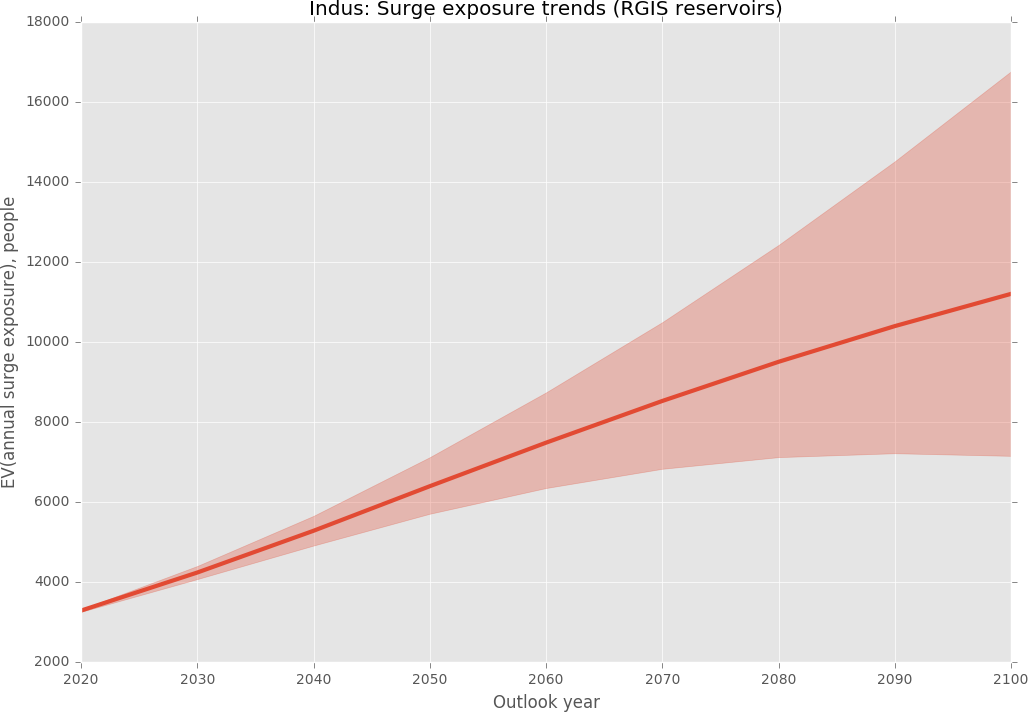 Indus: Surge exposure trends (RGIS reservoirs)
18000
16000
14000
12000
10000
8000
6000
4000
2000
EV(annual surge exposure), people
2020 2030 2040 2050 2060 2070 2080 2090 2100
Outlook year